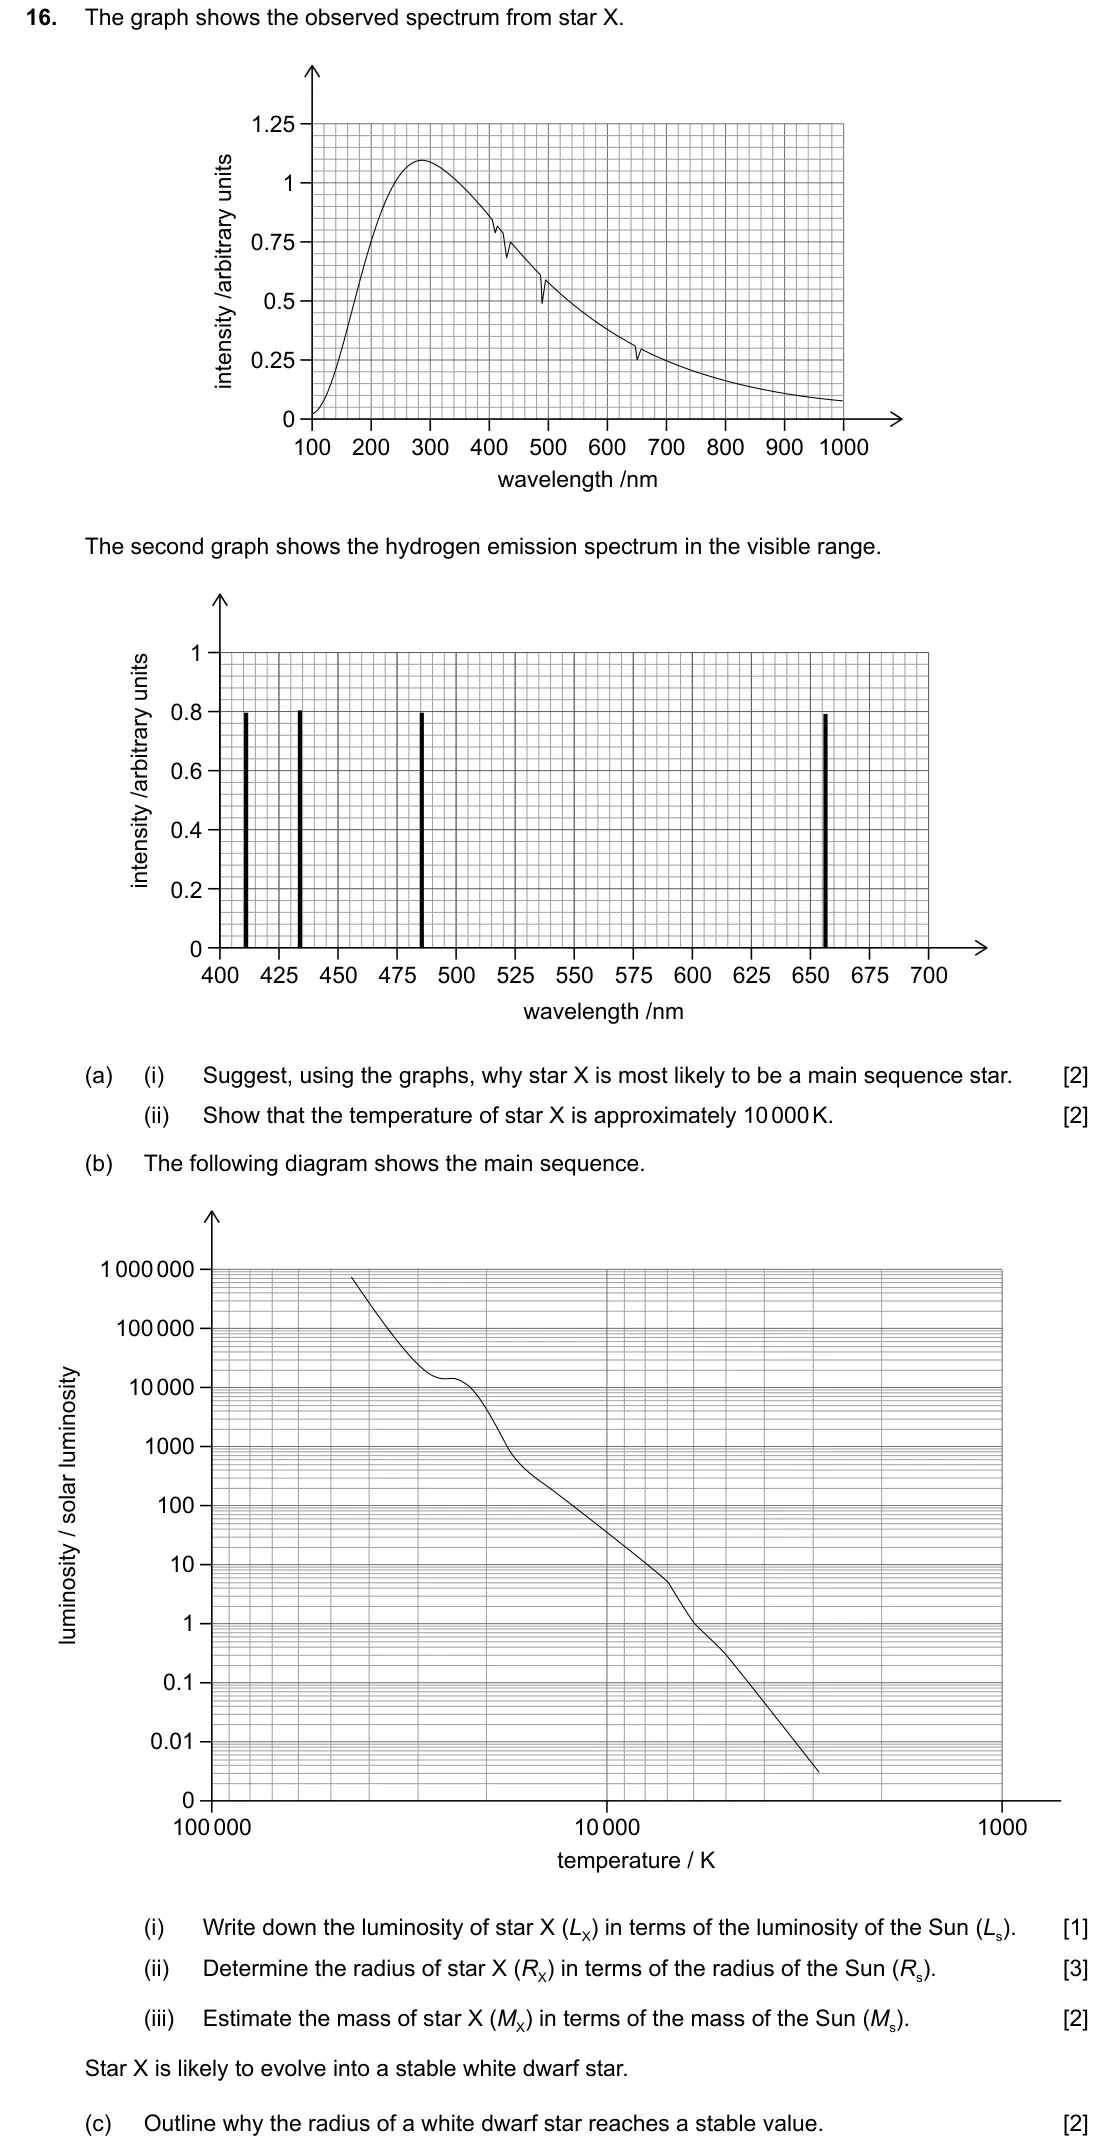 16. The graph shows the observed spectrum from star X.
1.25
1
0.75
0.5
0.25
0
intensity /arbitrary units
100 200 300 400 500 600 700 800 900 1000
wavelength /nm
The second graph shows the hydrogen emission spectrum in the visible range.
1
0.8
0.6
0.4
0.2
0
intensity /arbitrary units
400 425 450 475 500 525 550 575 600 625 650 675 700
wavelength /nm
(a) (i) Suggest, using the graphs, why star X is most likely to be a main sequence star. [2]
(ii) Show that the temperature of star X is approximately 10 000 K. [2]
(b) The following diagram shows the main sequence.
1 000 000
100 000
10 000
1000
100
10
1
0.1
0.01
0
luminosity / solar luminosity
100 000 10 000 1000
temperature / K
(i) Write down the luminosity of star X (L_X) in terms of the luminosity of the Sun (L_s). [1]
(ii) Determine the radius of star X (R_X) in terms of the radius of the Sun (R_s). [3]
(iii) Estimate the mass of star X (M_X) in terms of the mass of the Sun (M_s). [2]
Star X is likely to evolve into a stable white dwarf star.
(c) Outline why the radius of a white dwarf star reaches a stable value. [2]